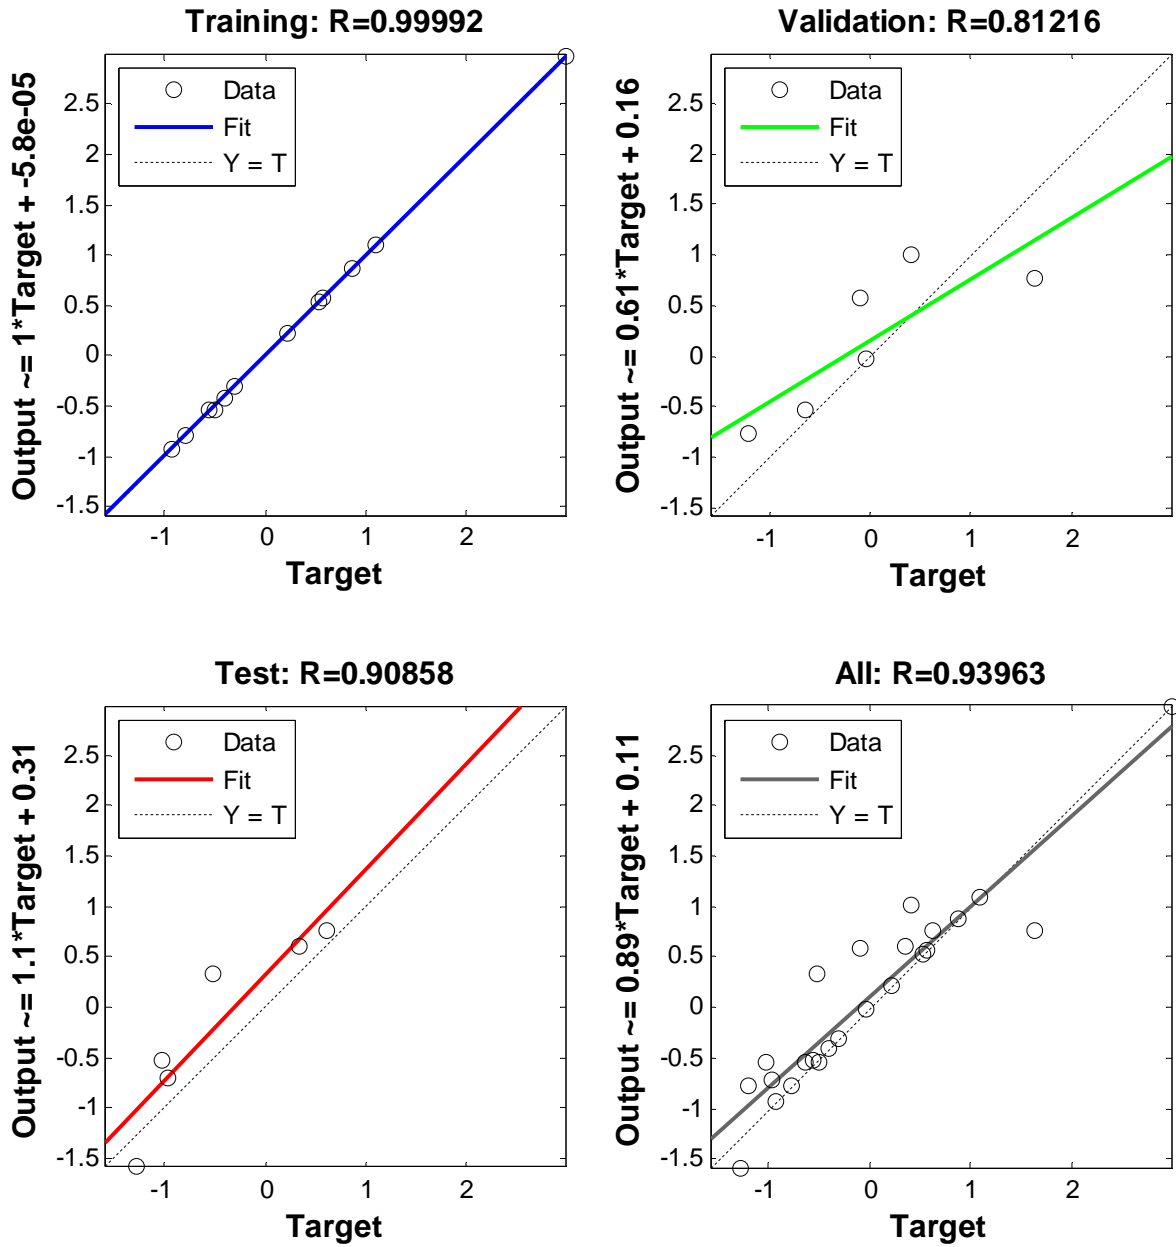 Training: R=0.99992
Output ~= 1*Target + -5.8e-05
Data
Fit
Y = T
2.5
2
1.5
1
0.5
0
-0.5
-1
-1.5
-1 0 1 2
Target
Validation: R=0.81216
Output ~= 0.61*Target + 0.16
Data
Fit
Y = T
2.5
2
1.5
1
0.5
0
-0.5
-1
-1.5
-1 0 1 2
Target
Test: R=0.90858
Output ~= 1.1*Target + 0.31
Data
Fit
Y = T
2.5
2
1.5
1
0.5
0
-0.5
-1
-1.5
-1 0 1 2
Target
All: R=0.93963
Output ~= 0.89*Target + 0.11
Data
Fit
Y = T
2.5
2
1.5
1
0.5
0
-0.5
-1
-1.5
-1 0 1 2
Target